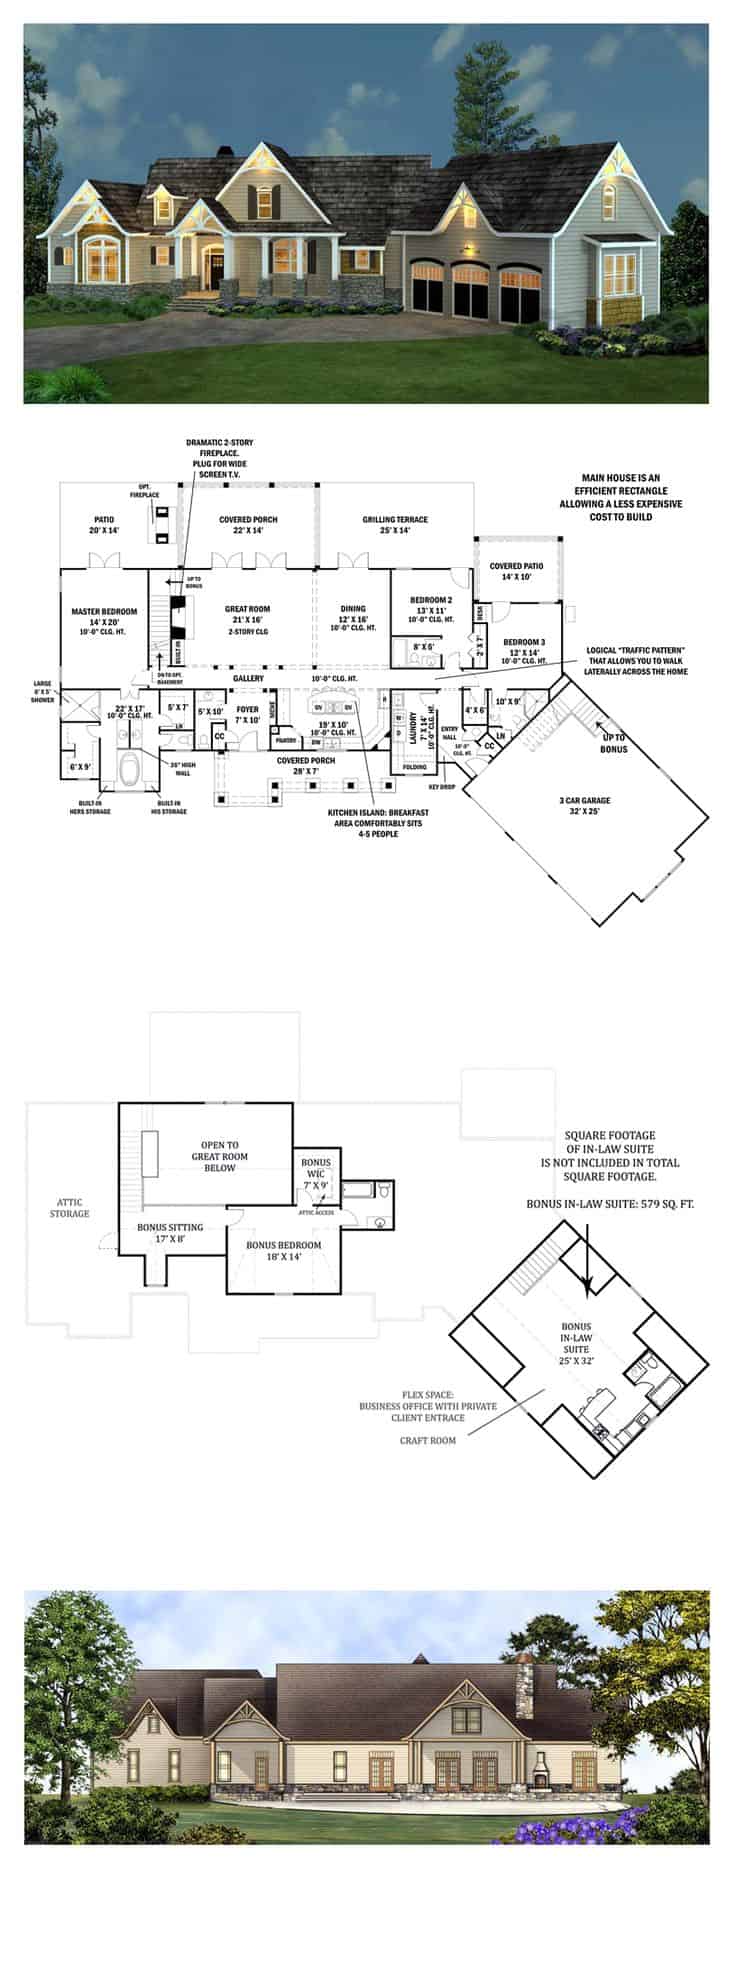 DRAMATIC 2-STORY
FIREPLACE.
PLUG FOR WIDE
SCREEN T.V.
MAIN HOUSE IS AN
EFFICIENT RECTANGLE
ALLOWING A LESS EXPENSIVE
COST TO BUILD
OPT.
FIREPLACE
PATIO
20' X 14'
COVERED PORCH
22' X 14'
GRILLING TERRACE
25' X 14'
COVERED PATIO
14' X 10'
UP TO
BONUS
MASTER BEDROOM
14' X 20'
10'-0" CLG. HT.
GREAT ROOM
21' X 16'
2-STORY CLG
DINING
12' X 16'
10'-0" CLG. HT.
BEDROOM 2
13' X 11'
10'-0" CLG. HT.
DESK
BUILT-IN
8' X 5'
2' X 7'
BEDROOM 3
12' X 14'
10'-0" CLG. HT.
LOGICAL "TRAFFIC PATTERN"
THAT ALLOWS YOU TO WALK
LATERALLY ACROSS THE HOME
DN TO OPT.
BASEMENT
GALLERY
10'-0" CLG. HT.
LARGE
6' X 5'
SHOWER
22' X 17'
10'-0" CLG. HT.
5' X 7'
LN
5' X 10'
CC
FOYER
7' X 10'
NICHE
PANTRY
19' X 10'
10'-0" CLG. HT.
DW
LAUNDRY
7' X 14'
10'-0" CLG. HT.
W
D
4' X 6'
10' X 9'
LN
ENTRY
WALL
10'-0"
CLG. HT.
CC
UP TO
BONUS
6' X 9'
35" HIGH
WALL
COVERED PORCH
28' X 7'
FOLDING
KEY DROP
BUILT-IN
HERS STORAGE
BUILT-IN
HIS STORAGE
KITCHEN ISLAND: BREAKFAST
AREA COMFORTABLY SITS
4-5 PEOPLE
3 CAR GARAGE
32' X 25'
OPEN TO
GREAT ROOM
BELOW
BONUS
WIC
7' X 9'
ATTIC
STORAGE
ATTIC ACCESS
BONUS SITTING
17' X 8'
BONUS BEDROOM
18' X 14'
SQUARE FOOTAGE
OF IN-LAW SUITE
IS NOT INCLUDED IN TOTAL
SQUARE FOOTAGE.
BONUS IN-LAW SUITE: 579 SQ. FT.
BONUS
IN-LAW
SUITE
25' X 32'
FLEX SPACE:
BUSINESS OFFICE WITH PRIVATE
CLIENT ENTRACE
CRAFT ROOM